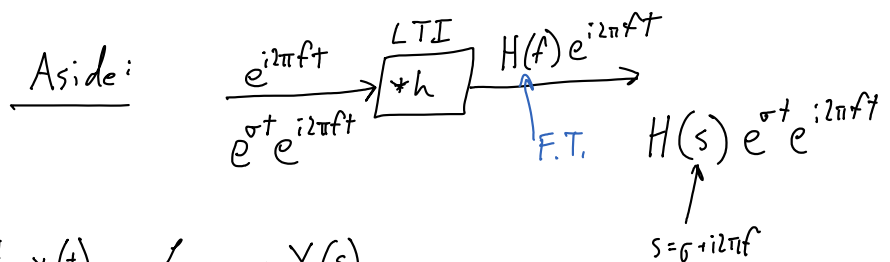 Aside:
LTI
e^{i2πft}
*h
H(f) e^{i2πft}
e^{σt} e^{i2πft}
F.T.
H(s) e^{σt} e^{i2πft}
s=σ+i2πf